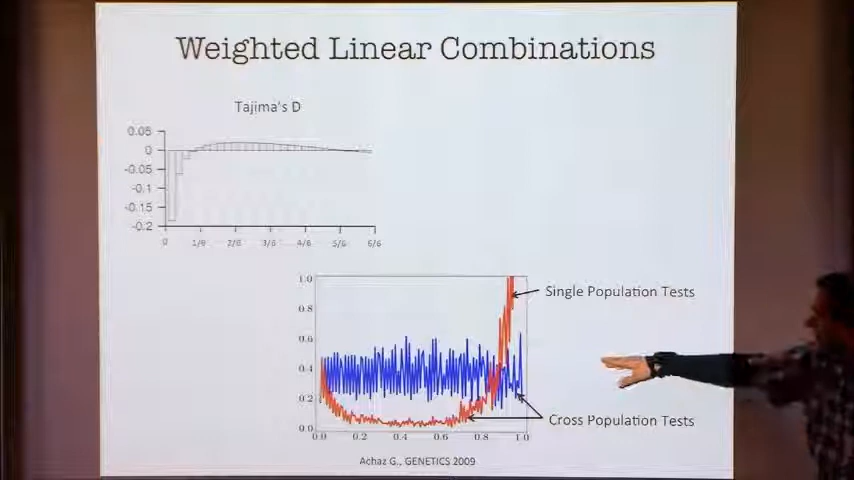 Weighted Linear Combinations
Tajima's D
0.05
0
-0.05
-0.1
-0.15
-0.2
0 1/6 2/6 3/6 4/6 5/6 6/6
1.0
0.8
0.6
0.4
0.2
0.0
0.0 0.2 0.4 0.6 0.8 1.0
Single Population Tests
Cross Population Tests
Achaz G., GENETICS 2009